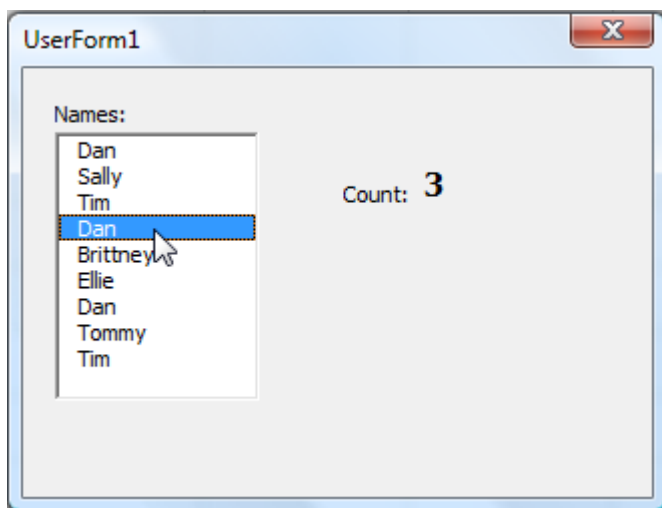 UserForm1
Names:
Dan
Sally
Tim
Dan
Brittney
Ellie
Dan
Tommy
Tim
Count: 3